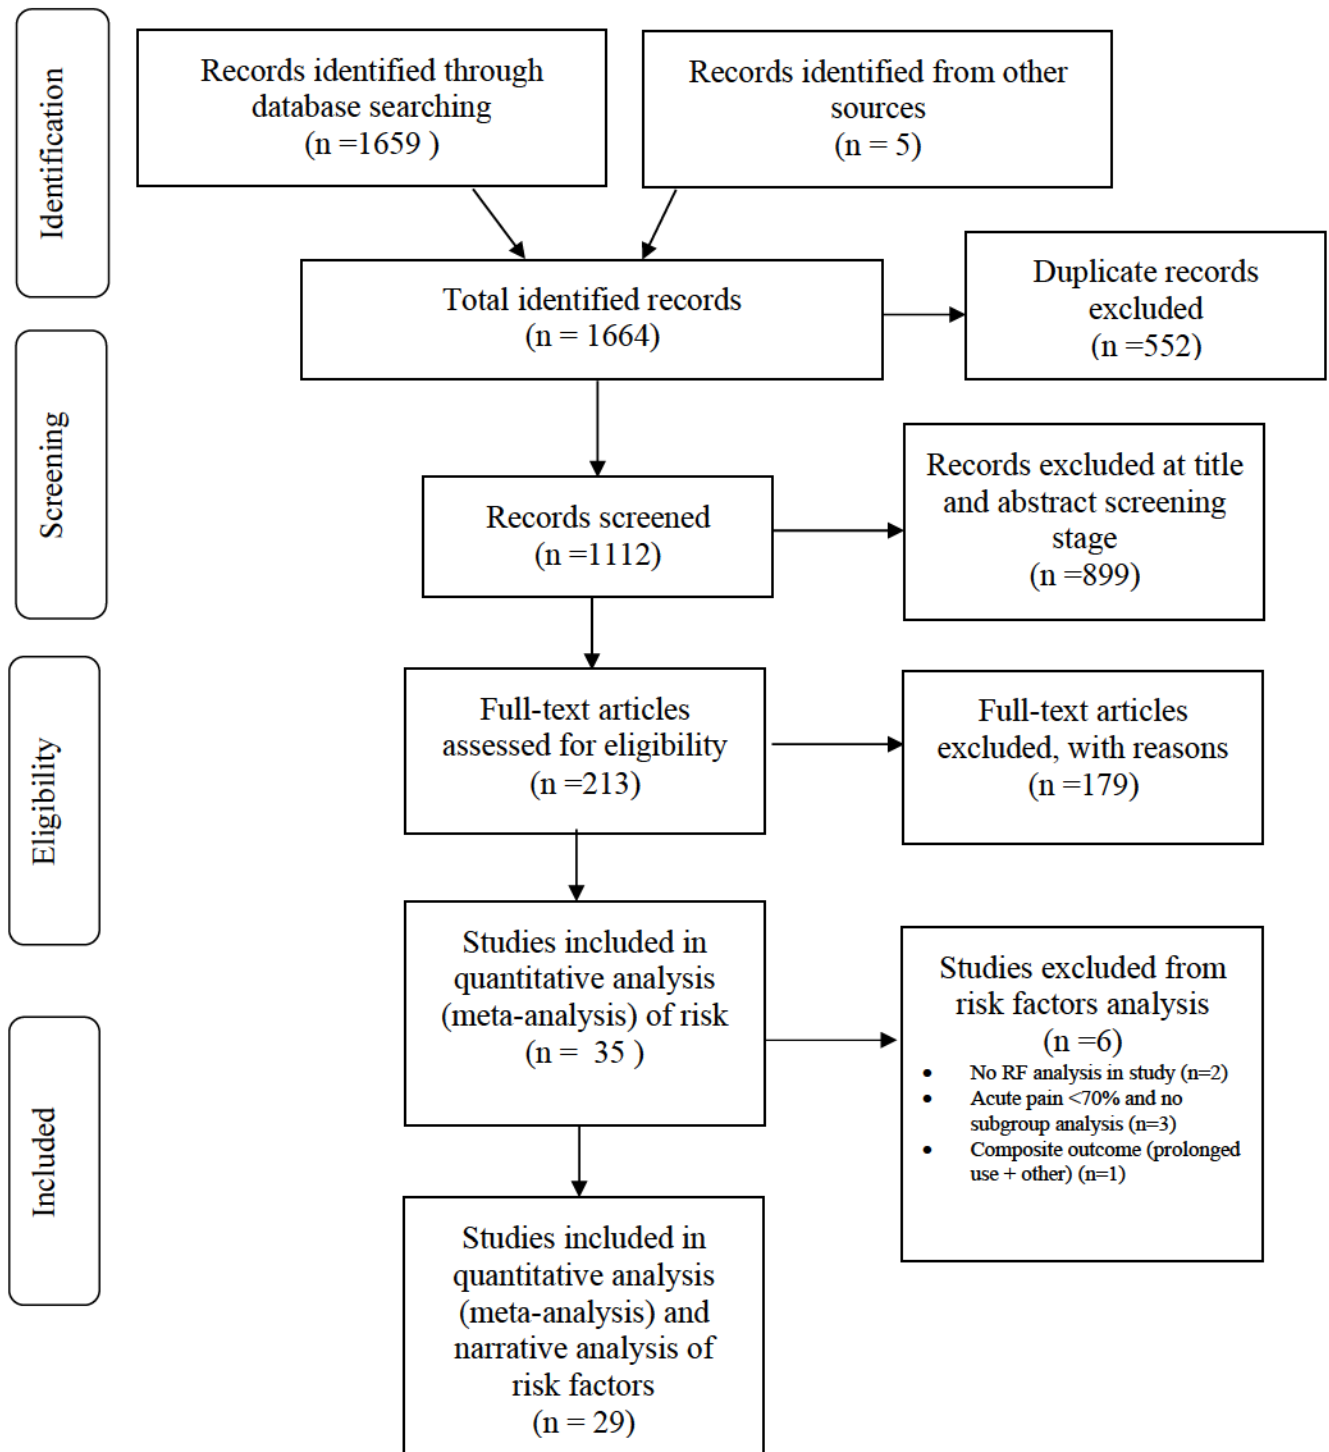 Identification
Records identified through
database searching
(n =1659 )
Records identified from other
sources
(n = 5)
Total identified records
(n = 1664)
Duplicate records
excluded
(n =552)
Screening
Records screened
(n =1112)
Records excluded at title
and abstract screening
stage
(n =899)
Eligibility
Full-text articles
assessed for eligibility
(n =213)
Full-text articles
excluded, with reasons
(n =179)
Included
Studies included in
quantitative analysis
(meta-analysis) of risk
(n =  35 )
Studies excluded from
risk factors analysis
(n =6)
• No RF analysis in study (n=2)
• Acute pain <70% and no
subgroup analysis (n=3)
• Composite outcome (prolonged
use + other) (n=1)
Studies included in
quantitative analysis
(meta-analysis) and
narrative analysis of
risk factors
(n = 29)